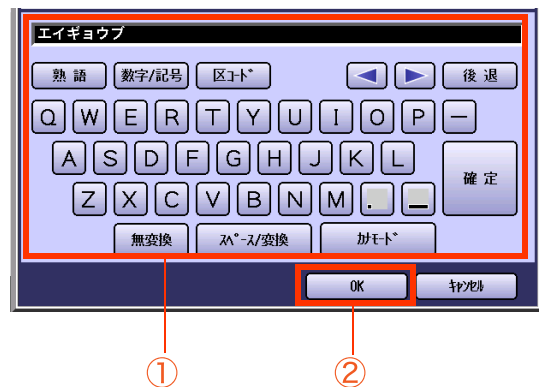 エイギョウブ
熟 語 数字/記号 区ｺｰﾄﾞ ◀ ▶ 後 退
Q W E R T Y U I O P ー
A S D F G H J K L
確 定
Z X C V B N M . _
無変換 ｽﾍﾟｰｽ/変換 ｶﾅﾓｰﾄﾞ
OK ｷｬﾝｾﾙ
① ②